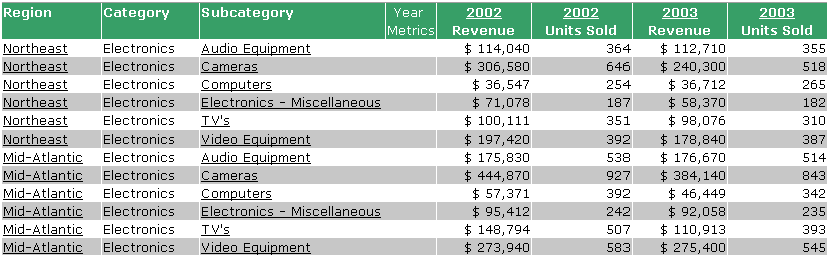 Region Category Subcategory Year 2002 2002 2003 2003
Metrics Revenue Units Sold Revenue Units Sold
Northeast Electronics Audio Equipment $ 114,040 364 $ 112,710 355
Northeast Electronics Cameras $ 306,580 646 $ 240,300 518
Northeast Electronics Computers $ 36,547 254 $ 36,712 265
Northeast Electronics Electronics - Miscellaneous $ 71,078 187 $ 58,370 182
Northeast Electronics TV's $ 100,111 351 $ 98,076 310
Northeast Electronics Video Equipment $ 197,420 392 $ 178,840 387
Mid-Atlantic Electronics Audio Equipment $ 175,830 538 $ 176,670 514
Mid-Atlantic Electronics Cameras $ 444,870 927 $ 384,140 843
Mid-Atlantic Electronics Computers $ 57,371 392 $ 46,449 342
Mid-Atlantic Electronics Electronics - Miscellaneous $ 95,412 242 $ 92,058 235
Mid-Atlantic Electronics TV's $ 148,794 507 $ 110,913 393
Mid-Atlantic Electronics Video Equipment $ 273,940 583 $ 275,400 545